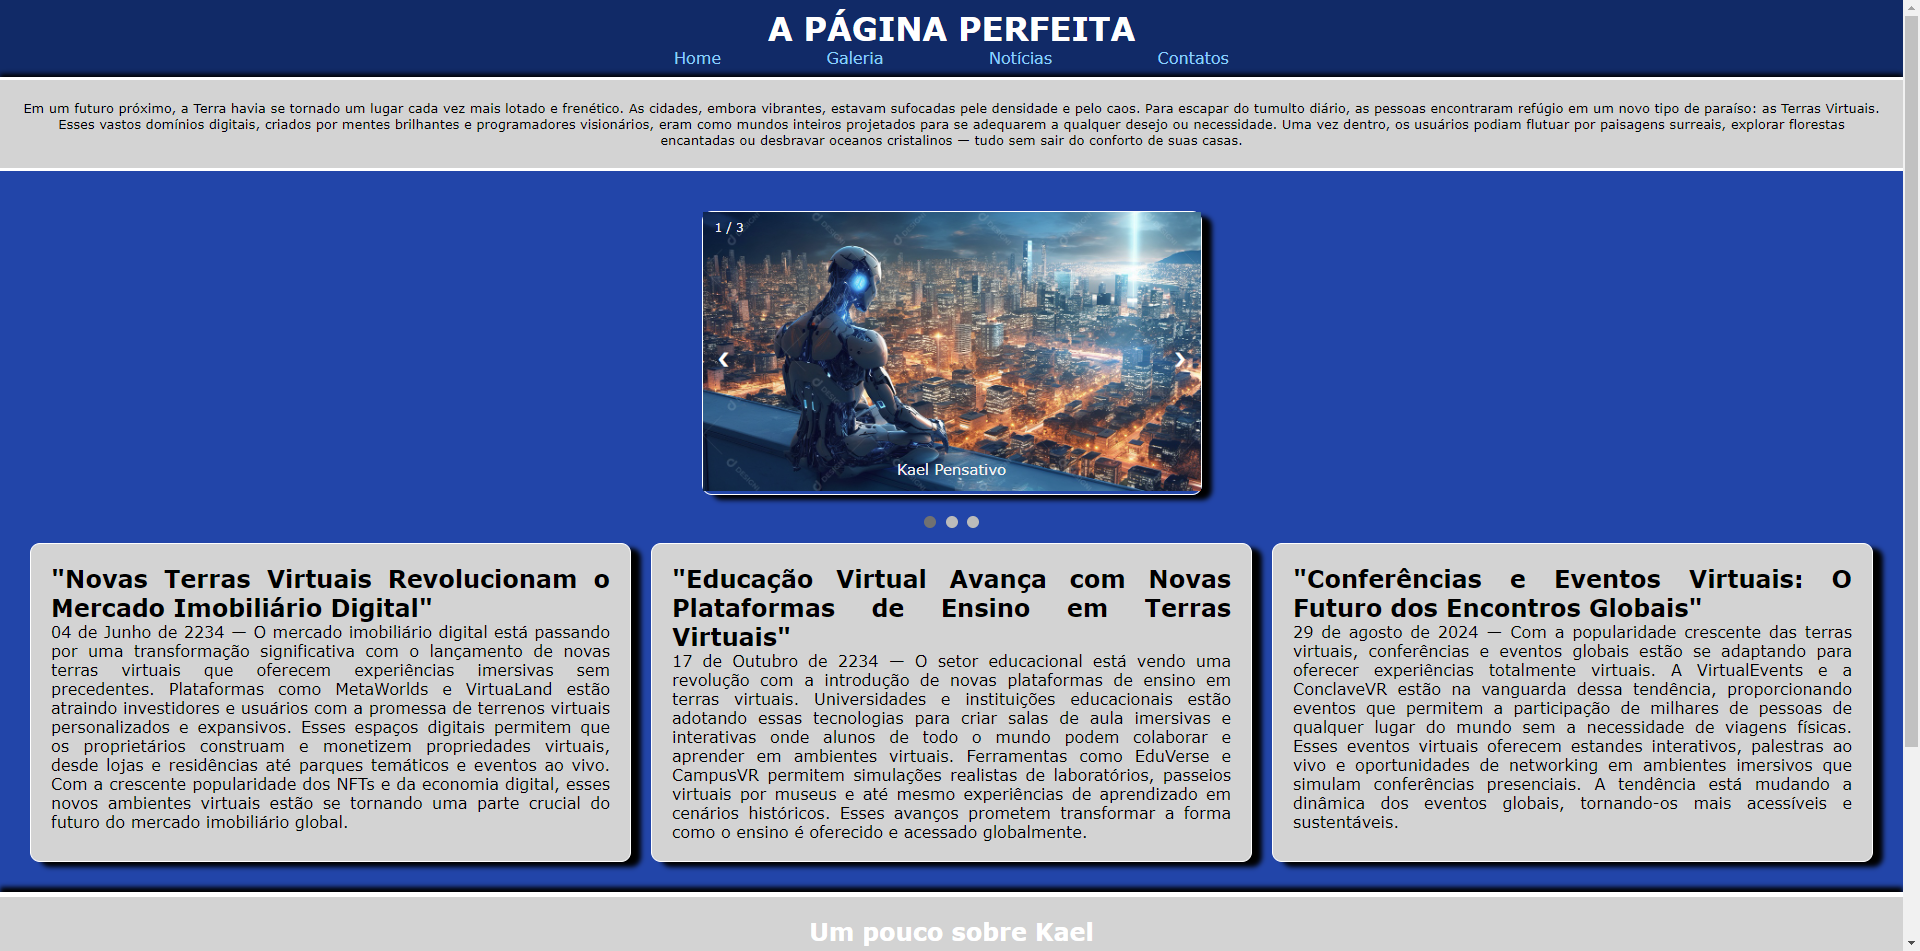 A PÁGINA PERFEITA
Home Galeria Notícias Contatos
Em um futuro próximo, a Terra havia se tornado um lugar cada vez mais lotado e frenético. As cidades, embora vibrantes, estavam sufocadas pele densidade e pelo caos. Para escapar do tumulto diário, as pessoas encontraram refúgio em um novo tipo de paraíso: as Terras Virtuais.
Esses vastos domínios digitais, criados por mentes brilhantes e programadores visionários, eram como mundos inteiros projetados para se adequarem a qualquer desejo ou necessidade. Uma vez dentro, os usuários podiam flutuar por paisagens surreais, explorar florestas
encantadas ou desbravar oceanos cristalinos — tudo sem sair do conforto de suas casas.
1 / 3
❮ ❯
Kael Pensativo
"Novas Terras Virtuais Revolucionam o
Mercado Imobiliário Digital"
04 de Junho de 2234 — O mercado imobiliário digital está passando
por uma transformação significativa com o lançamento de novas
terras virtuais que oferecem experiências imersivas sem
precedentes. Plataformas como MetaWorlds e VirtuaLand estão
atraindo investidores e usuários com a promessa de terrenos virtuais
personalizados e expansivos. Esses espaços digitais permitem que
os proprietários construam e monetizem propriedades virtuais,
desde lojas e residências até parques temáticos e eventos ao vivo.
Com a crescente popularidade dos NFTs e da economia digital, esses
novos ambientes virtuais estão se tornando uma parte crucial do
futuro do mercado imobiliário global.
"Educação Virtual Avança com Novas
Plataformas de Ensino em Terras
Virtuais"
17 de Outubro de 2234 — O setor educacional está vendo uma
revolução com a introdução de novas plataformas de ensino em
terras virtuais. Universidades e instituições educacionais estão
adotando essas tecnologias para criar salas de aula imersivas e
interativas onde alunos de todo o mundo podem colaborar e
aprender em ambientes virtuais. Ferramentas como EduVerse e
CampusVR permitem simulações realistas de laboratórios, passeios
virtuais por museus e até mesmo experiências de aprendizado em
cenários históricos. Esses avanços prometem transformar a forma
como o ensino é oferecido e acessado globalmente.
"Conferências e Eventos Virtuais: O
Futuro dos Encontros Globais"
29 de agosto de 2024 — Com a popularidade crescente das terras
virtuais, conferências e eventos globais estão se adaptando para
oferecer experiências totalmente virtuais. A VirtualEvents e a
ConclaveVR estão na vanguarda dessa tendência, proporcionando
eventos que permitem a participação de milhares de pessoas de
qualquer lugar do mundo sem a necessidade de viagens físicas.
Esses eventos virtuais oferecem estandes interativos, palestras ao
vivo e oportunidades de networking em ambientes imersivos que
simulam conferências presenciais. A tendência está mudando a
dinâmica dos eventos globais, tornando-os mais acessíveis e
sustentáveis.
Um pouco sobre Kael